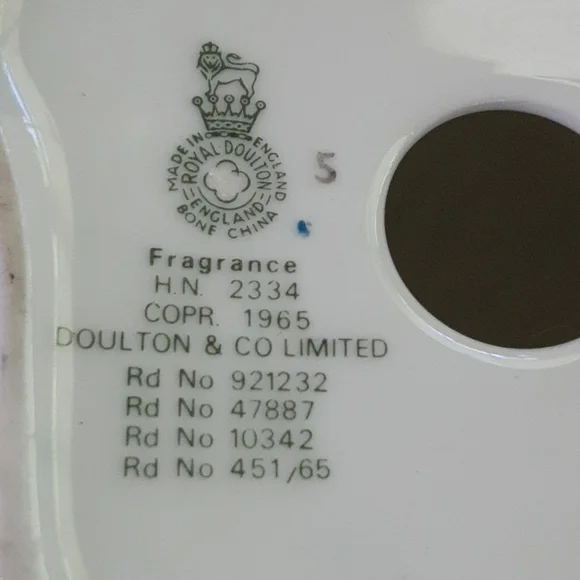 MADE IN ENGLAND
ROYAL DOULTON
ENGLAND
BONE CHINA
5
Fragrance
H.N. 2334
COPR. 1965
DOULTON & CO LIMITED
Rd No 921232
Rd No 47887
Rd No 10342
Rd No 451/65